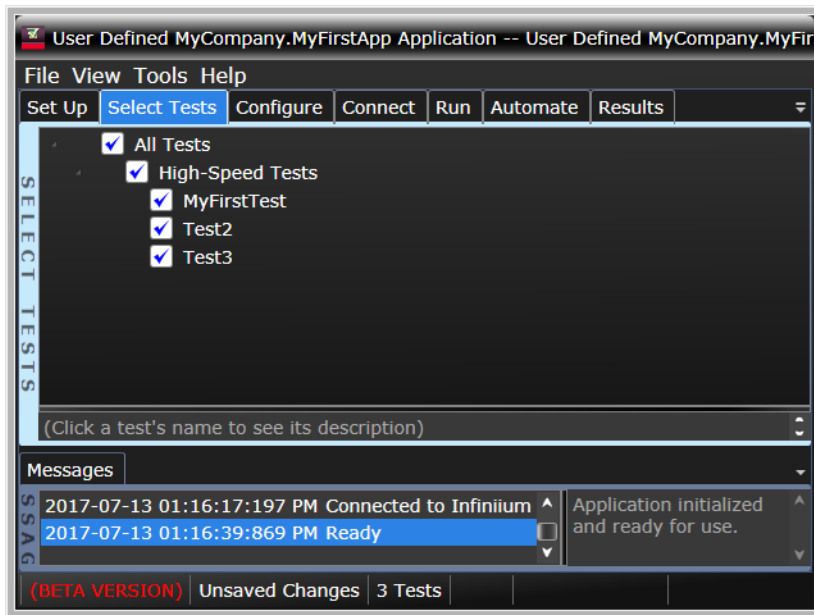 User Defined MyCompany.MyFirstApp Application -- User Defined MyCompany.MyFir
File View Tools Help
Set Up Select Tests Configure Connect Run Automate Results
SELECT TESTS
All Tests
High-Speed Tests
MyFirstTest
Test2
Test3
(Click a test's name to see its description)
Messages
SSAG
2017-07-13 01:16:17:197 PM Connected to Infiniium
2017-07-13 01:16:39:869 PM Ready
Application initialized
and ready for use.
(BETA VERSION) Unsaved Changes 3 Tests